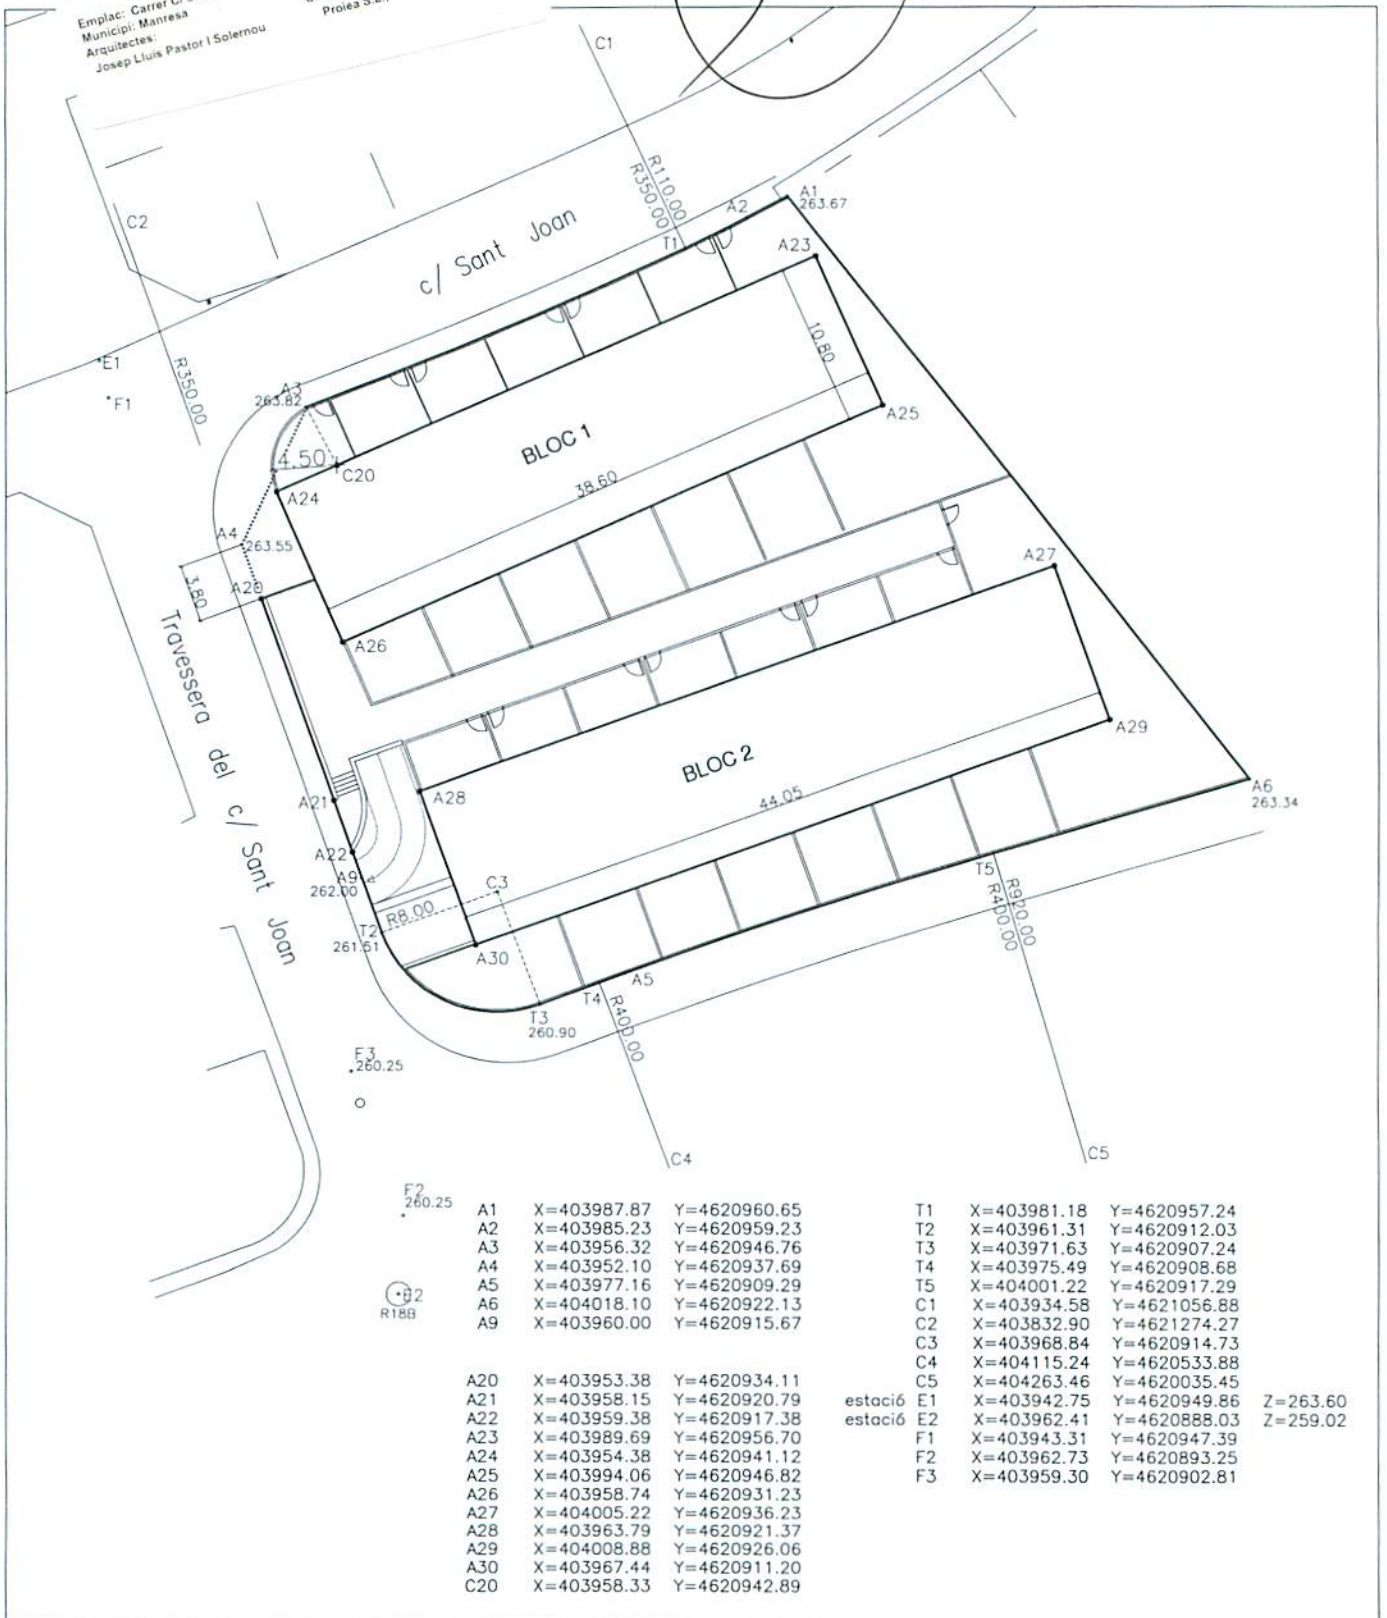 Emplaç: Carrer
Municipi: Manresa
Arquitectes:
Josep Lluis Pastor I Solernou
Proiea
C1
C2
R110.00
R350.00
A1
263.67
A2
T1
A23
c/ Sant Joan
E1
F1
R350.00
A3
263.82
10.80
A25
BLOC 1
4.50
C20
A24
38.60
A4
263.55
3.80
A20
A26
A27
Travessera del c/ Sant Joan
A29
BLOC 2
A28
44.05
A6
263.34
A21
A22
A9
262.00
C3
R8.00
T2
261.51
A30
T5
R920.00
R400.00
A5
T4
T3
260.90
R400.00
F3
260.25
C4
C5
F2
260.25
E2
R18B
A1 X=403987.87 Y=4620960.65
A2 X=403985.23 Y=4620959.23
A3 X=403956.32 Y=4620946.76
A4 X=403952.10 Y=4620937.69
A5 X=403977.16 Y=4620909.29
A6 X=404018.10 Y=4620922.13
A9 X=403960.00 Y=4620915.67
A20 X=403953.38 Y=4620934.11
A21 X=403958.15 Y=4620920.79
A22 X=403959.38 Y=4620917.38
A23 X=403989.69 Y=4620956.70
A24 X=403954.38 Y=4620941.12
A25 X=403994.06 Y=4620946.82
A26 X=403958.74 Y=4620931.23
A27 X=404005.22 Y=4620936.23
A28 X=403963.79 Y=4620921.37
A29 X=404008.88 Y=4620926.06
A30 X=403967.44 Y=4620911.20
C20 X=403958.33 Y=4620942.89
T1 X=403981.18 Y=4620957.24
T2 X=403961.31 Y=4620912.03
T3 X=403971.63 Y=4620907.24
T4 X=403975.49 Y=4620908.68
T5 X=404001.22 Y=4620917.29
C1 X=403934.58 Y=4621056.88
C2 X=403832.90 Y=4621274.27
C3 X=403968.84 Y=4620914.73
C4 X=404115.24 Y=4620533.88
C5 X=404263.46 Y=4620035.45
estació E1 X=403942.75 Y=4620949.86 Z=263.60
estació E2 X=403962.41 Y=4620888.03 Z=259.02
F1 X=403943.31 Y=4620947.39
F2 X=403962.73 Y=4620893.25
F3 X=403959.30 Y=4620902.81